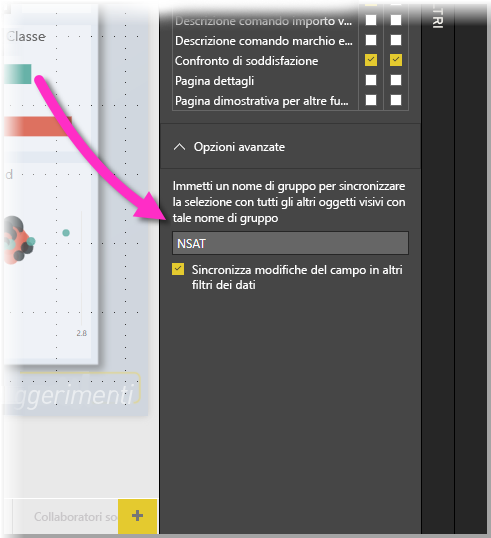 Classe
d
2.8
ggerimenti
Collaboratori so
+
Descrizione comando importo v...
Descrizione comando marchio e...
Confronto di soddisfazione
Pagina dettagli
Pagina dimostrativa per altre fu...
Opzioni avanzate
Immetti un nome di gruppo per sincronizzare
la selezione con tutti gli altri oggetti visivi con
tale nome di gruppo
NSAT
Sincronizza modifiche del campo in altri
filtri dei dati
TRI